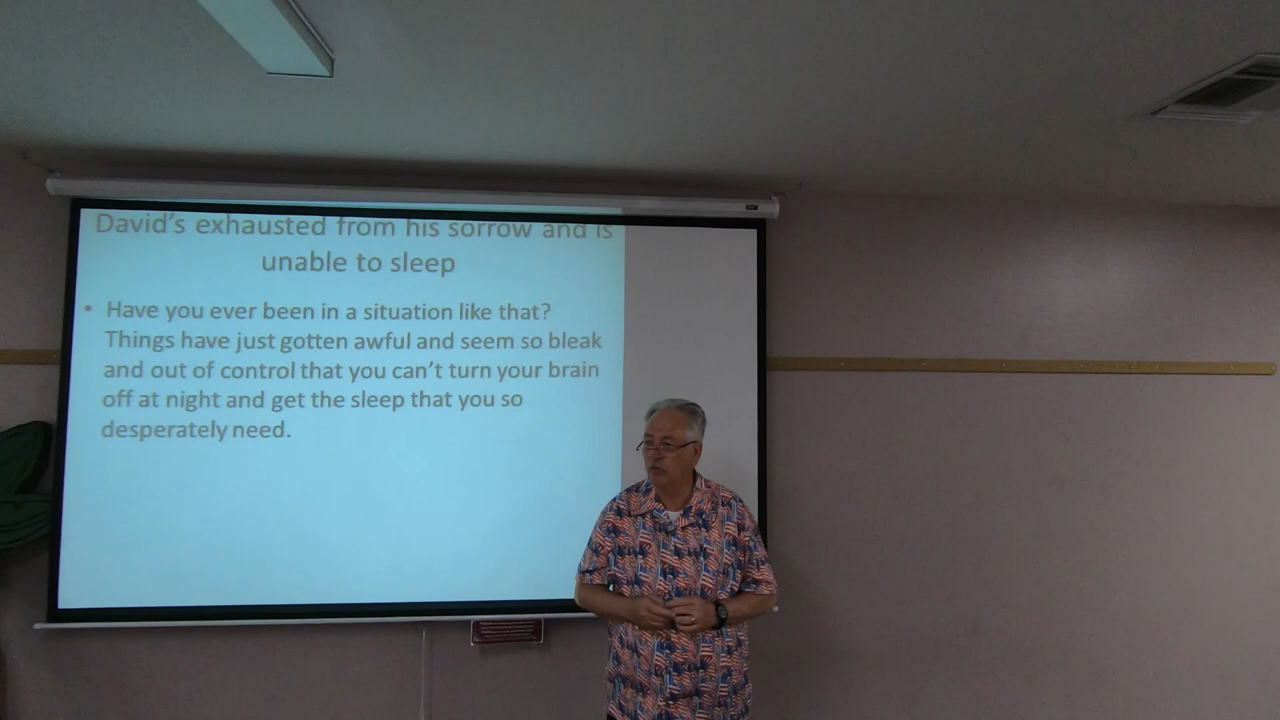 David's exhausted from his sorrow and is
unable to sleep
• Have you ever been in a situation like that?
Things have just gotten awful and seem so bleak
and out of control that you can't turn your brain
off at night and get the sleep that you so
desperately need.